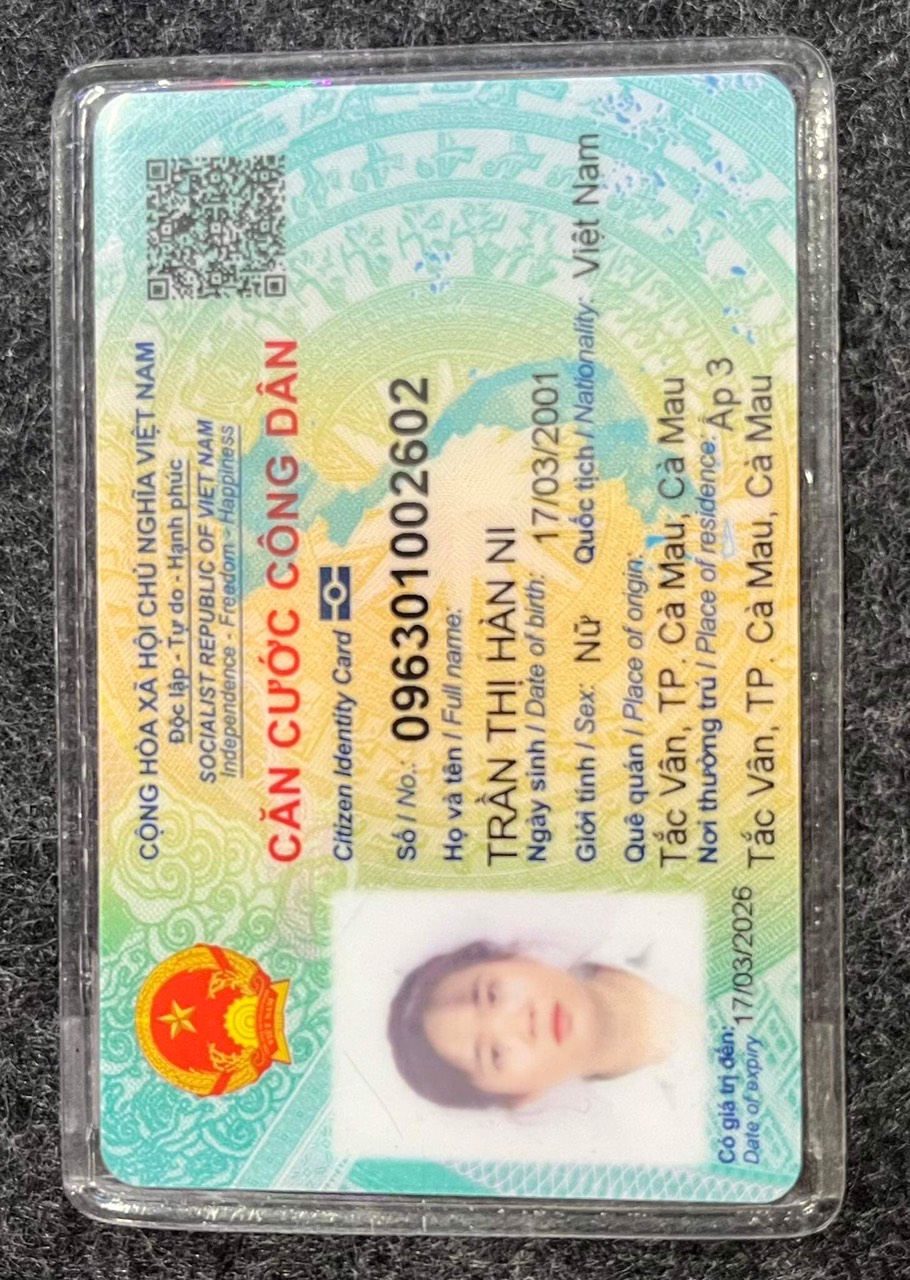 CỘNG HÒA XÃ HỘI CHỦ NGHĨA VIỆT NAM
Độc lập - Tự do - Hạnh phúc
SOCIALIST REPUBLIC OF VIET NAM
Independence - Freedom - Happiness
CĂN CƯỚC CÔNG DÂN
Citizen Identity Card
Số / No.: 096301002602
Họ và tên / Full name:
TRẦN THỊ HÀN NI
Ngày sinh / Date of birth: 17/03/2001
Giới tính / Sex: Nữ Quốc tịch / Nationality: Việt Nam
Quê quán / Place of origin:
Tắc Vân, TP. Cà Mau, Cà Mau
Nơi thường trú / Place of residence: Ấp 3
Tắc Vân, TP. Cà Mau, Cà Mau
Có giá trị đến: 17/03/2026
Date of expiry
VIỆT NAM